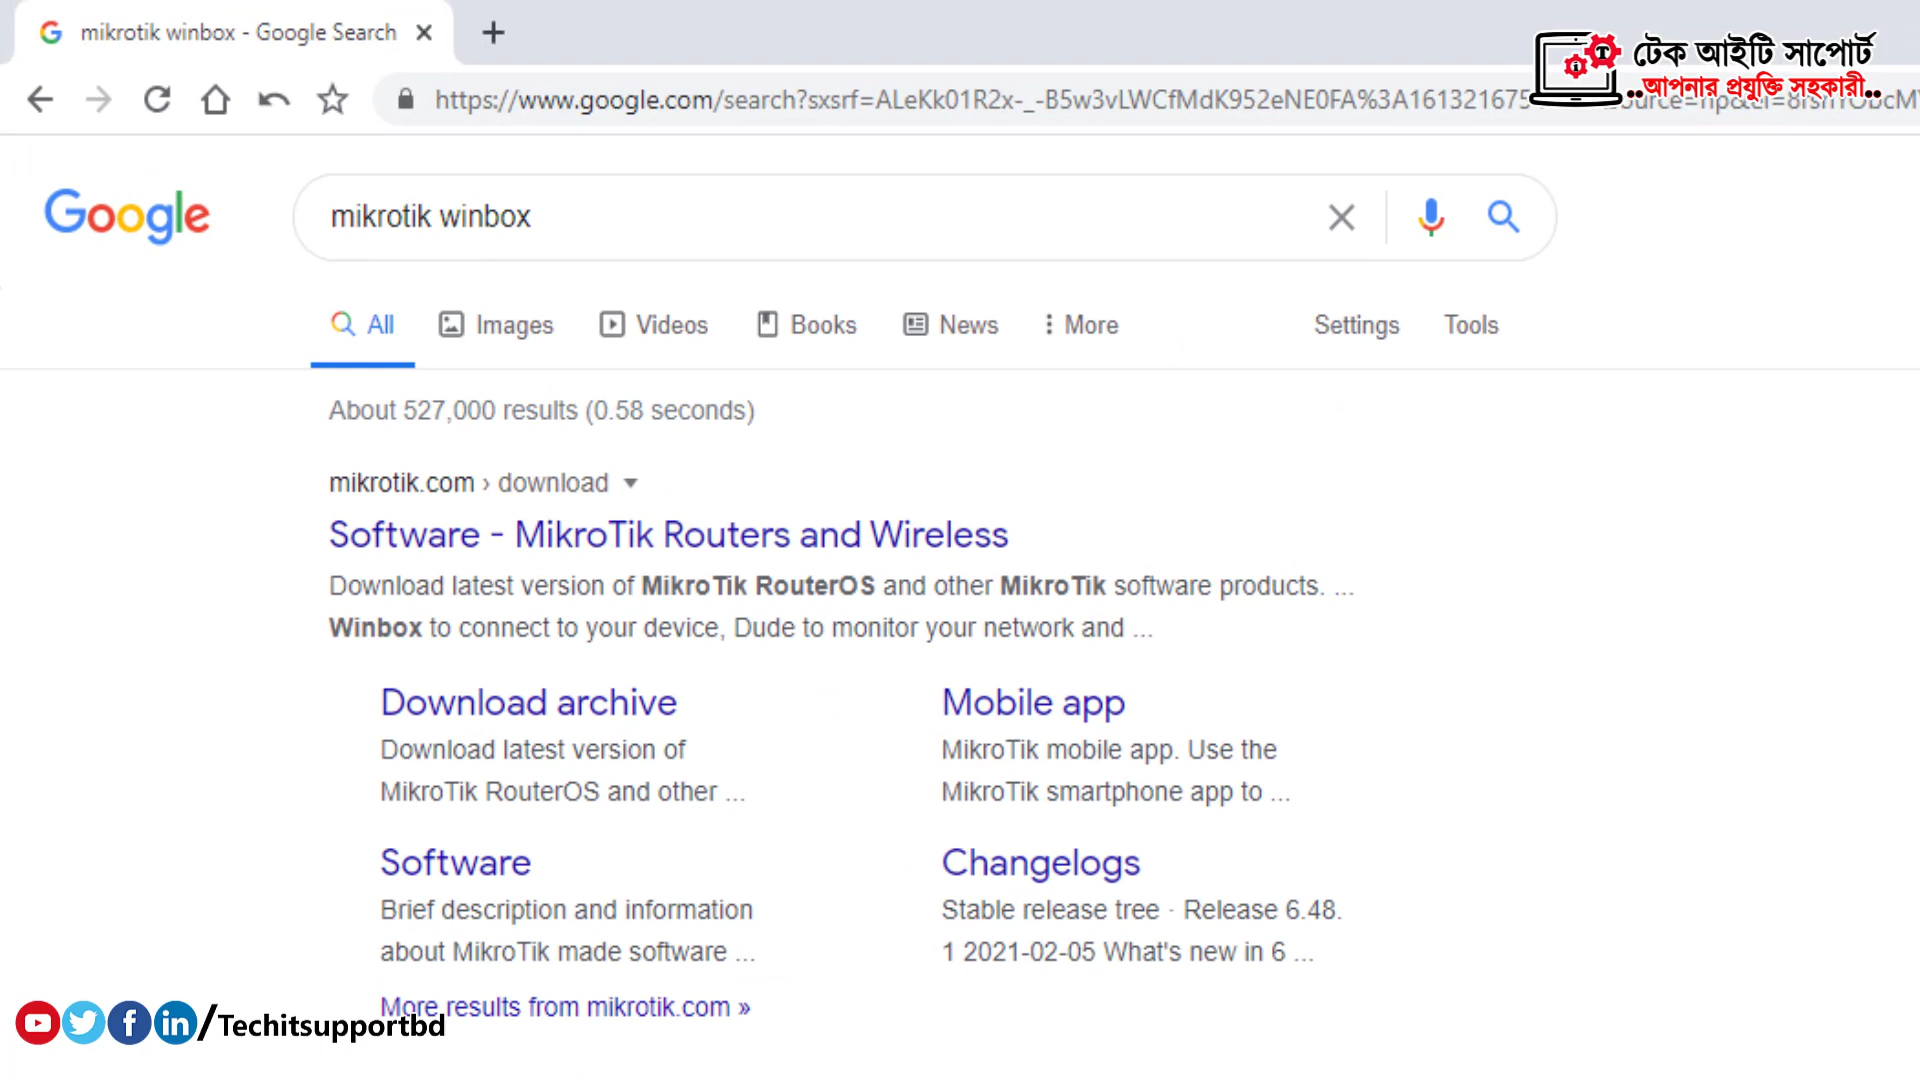 mikrotik winbox - Google Search
টেক আইটি সাপোর্ট
..আপনার প্রযুক্তি সহকারী..
https://www.google.com/search?sxsrf=ALeKk01R2x-_-B5w3vLWCfMdK952eNE0FA%3A161321675
Google
mikrotik winbox
All Images Videos Books News More Settings Tools
About 527,000 results (0.58 seconds)
mikrotik.com › download
Software - MikroTik Routers and Wireless
Download latest version of MikroTik RouterOS and other MikroTik software products. ...
Winbox to connect to your device, Dude to monitor your network and ...
Download archive
Download latest version of
MikroTik RouterOS and other ...
Mobile app
MikroTik mobile app. Use the
MikroTik smartphone app to ...
Software
Brief description and information
about MikroTik made software ...
Changelogs
Stable release tree · Release 6.48.
1 2021-02-05 What's new in 6 ...
More results from mikrotik.com »
/Techitsupportbd